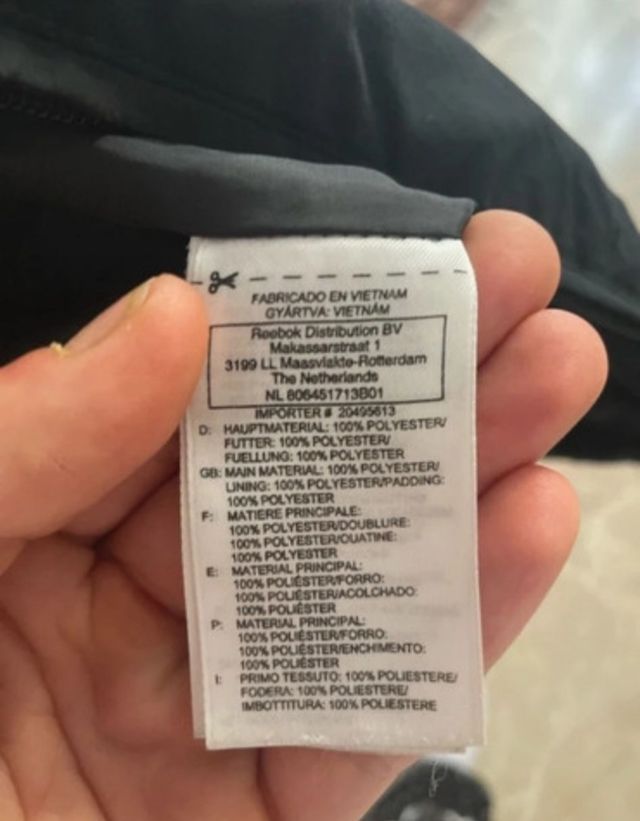 FABRICADO EN VIETNAM
GYÁRTVA: VIETNÁM
Reebok Distribution BV
Makassarstraat 1
3199 LL Maasvlakte-Rotterdam
The Netherlands
NL 806451713B01
IMPORTER # 20495613
D: HAUPTMATERIAL: 100% POLYESTER/
FUTTER: 100% POLYESTER/
FUELLUNG: 100% POLYESTER
GB: MAIN MATERIAL: 100% POLYESTER/
LINING: 100% POLYESTER/PADDING:
100% POLYESTER
F: MATIERE PRINCIPALE:
100% POLYESTER/DOUBLURE:
100% POLYESTER/OUATINE:
100% POLYESTER
E: MATERIAL PRINCIPAL:
100% POLIÉSTER/FORRO:
100% POLIÉSTER/ACOLCHADO:
100% POLIÉSTER
P: MATERIAL PRINCIPAL:
100% POLIÉSTER/FORRO:
100% POLIÉSTER/ENCHIMENTO:
100% POLIÉSTER
I: PRIMO TESSUTO: 100% POLIESTERE/
FODERA: 100% POLIESTERE/
IMBOTTITURA: 100% POLIESTERE